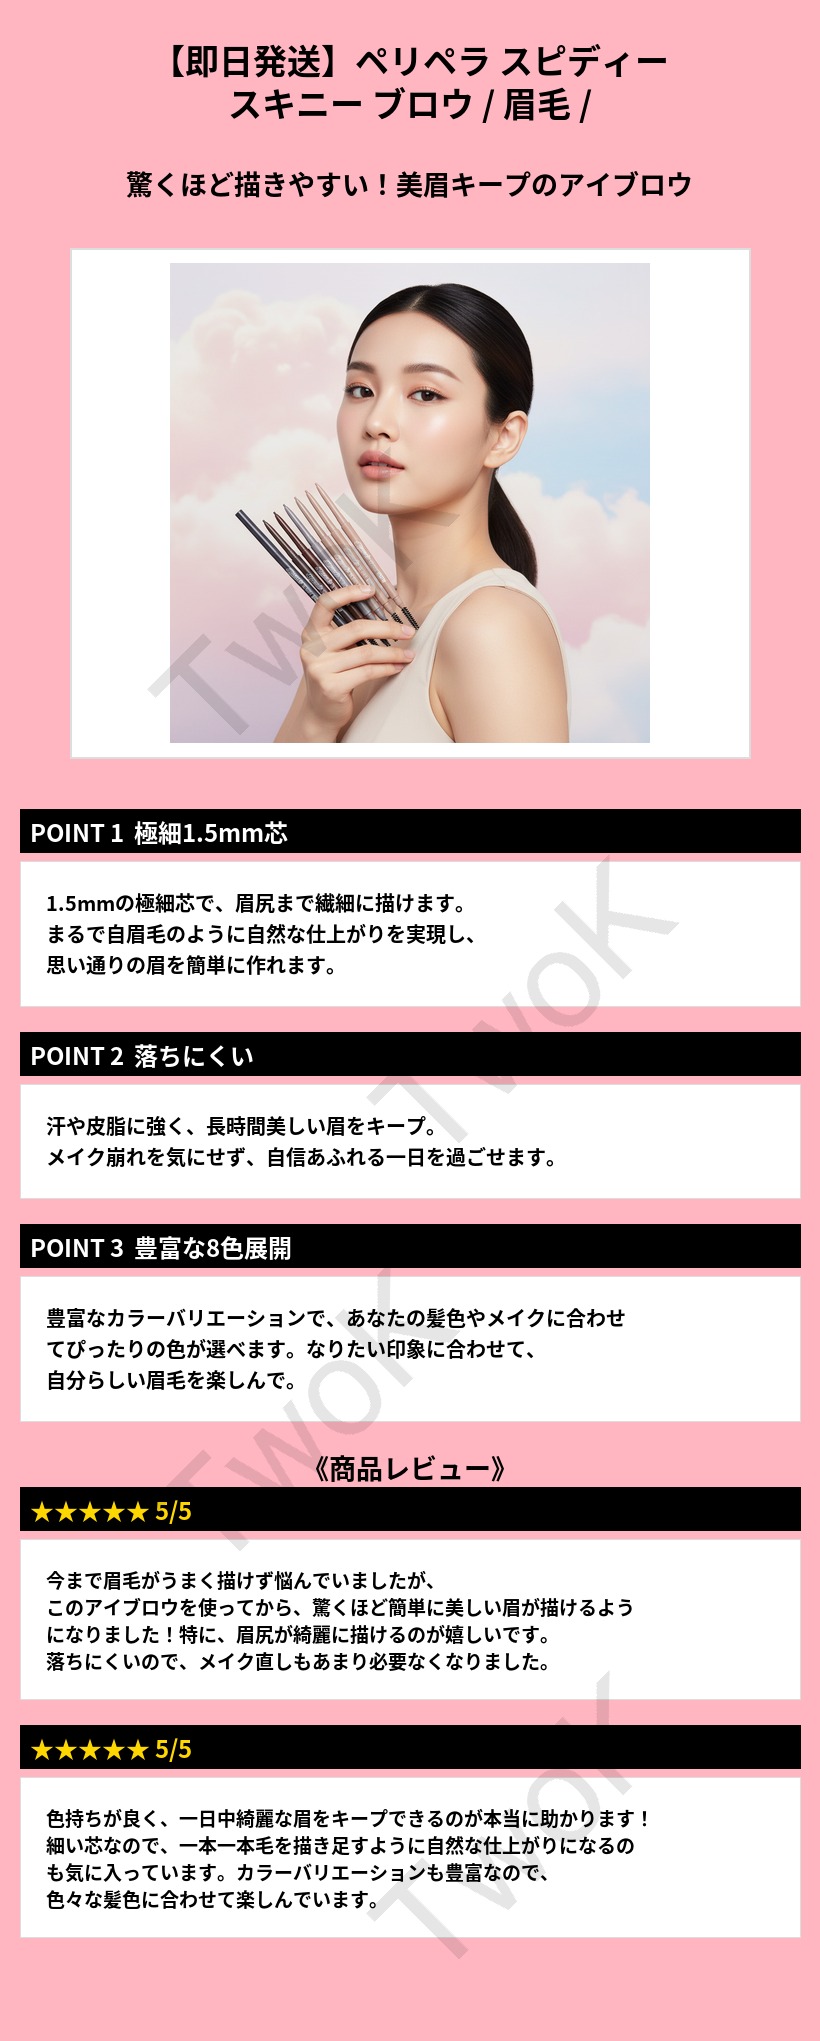 【即日発送】ペリペラ スピディー
スキニー ブロウ / 眉毛 /
驚くほど描きやすい！美眉キープのアイブロウ
TwoK
POINT 1 極細1.5mm芯
1.5mmの極細芯で、眉尻まで繊細に描けます。
まるで自眉毛のように自然な仕上がりを実現し、
思い通りの眉を簡単に作れます。
TwoK
POINT 2 落ちにくい
汗や皮脂に強く、長時間美しい眉をキープ。
メイク崩れを気にせず、自信あふれる一日を過ごせます。
POINT 3 豊富な8色展開
豊富なカラーバリエーションで、あなたの髪色やメイクに合わせ
てぴったりの色が選べます。なりたい印象に合わせて、
自分らしい眉毛を楽しんで。
TwoK
《商品レビュー》
★★★★★ 5/5
今まで眉毛がうまく描けず悩んでいましたが、
このアイブロウを使ってから、驚くほど簡単に美しい眉が描けるよう
になりました！特に、眉尻が綺麗に描けるのが嬉しいです。
落ちにくいので、メイク直しもあまり必要なくなりました。
★★★★★ 5/5
色持ちが良く、一日中綺麗な眉をキープできるのが本当に助かります！
細い芯なので、一本一本毛を描き足すように自然な仕上がりになるの
も気に入っています。カラーバリエーションも豊富なので、
色々な髪色に合わせて楽しんでいます。
TwoK